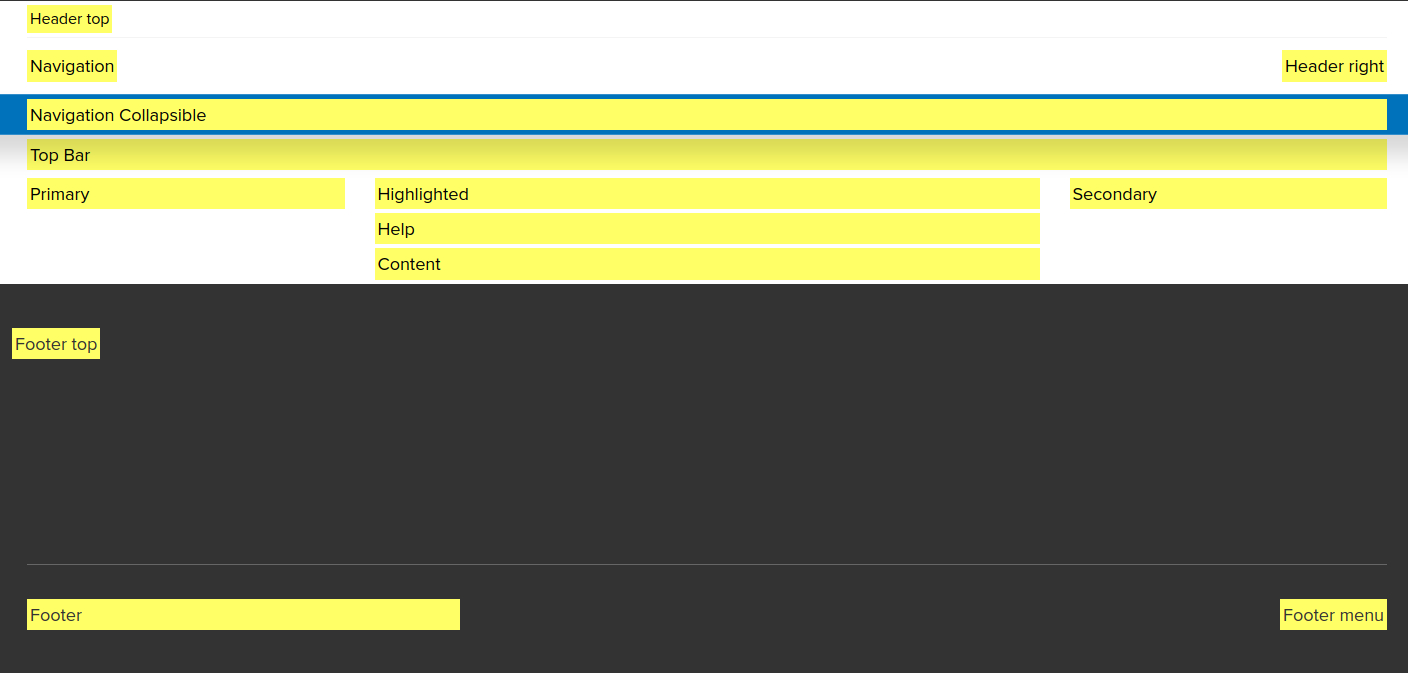 Header top
Navigation
Header right
Navigation Collapsible
Top Bar
Primary
Highlighted
Secondary
Help
Content
Footer top
Footer
Footer menu